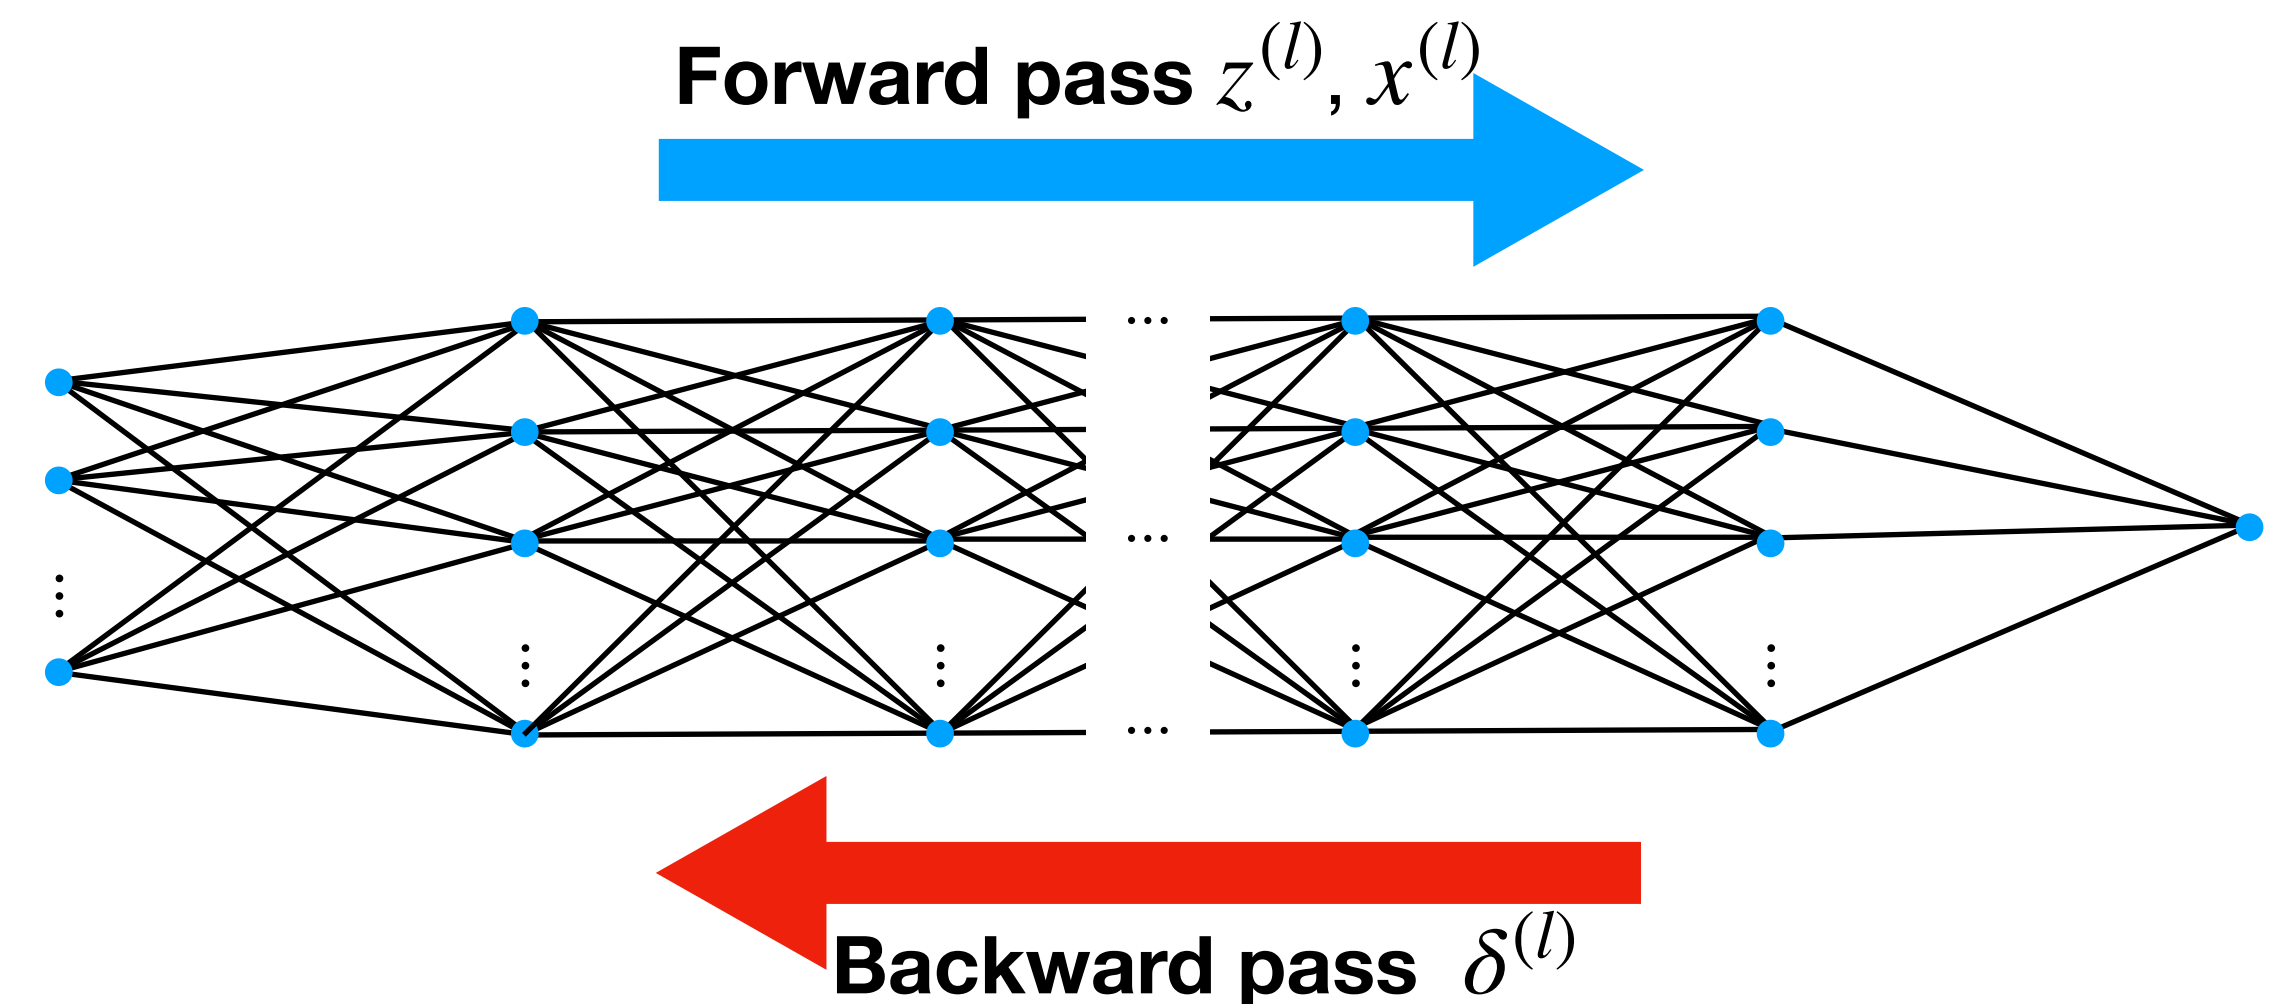 Forward pass z^{(l)}, x^{(l)}
...
...
...
Backward pass δ^{(l)}